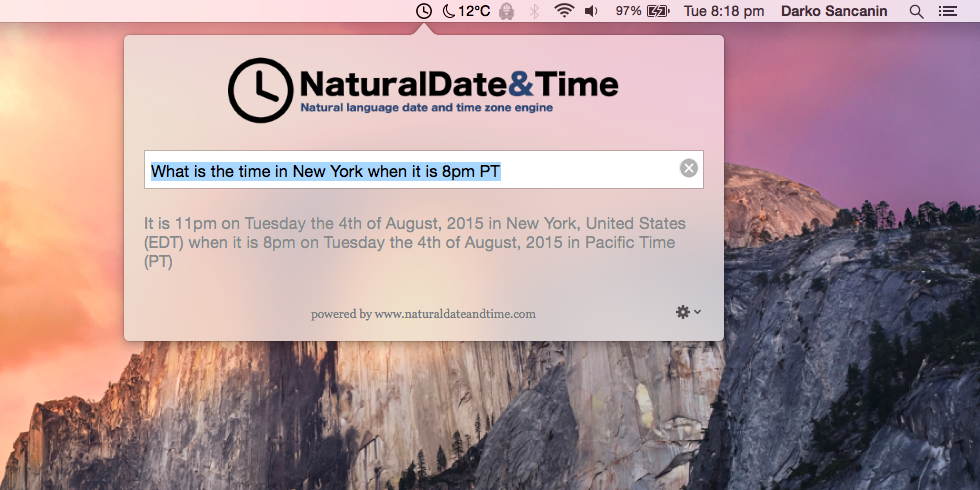 12°C 97% Tue 8:18 pm Darko Sancanin
NaturalDate&Time
Natural language date and time zone engine
What is the time in New York when it is 8pm PT
It is 11pm on Tuesday the 4th of August, 2015 in New York, United States
(EDT) when it is 8pm on Tuesday the 4th of August, 2015 in Pacific Time
(PT)
powered by www.naturaldateandtime.com